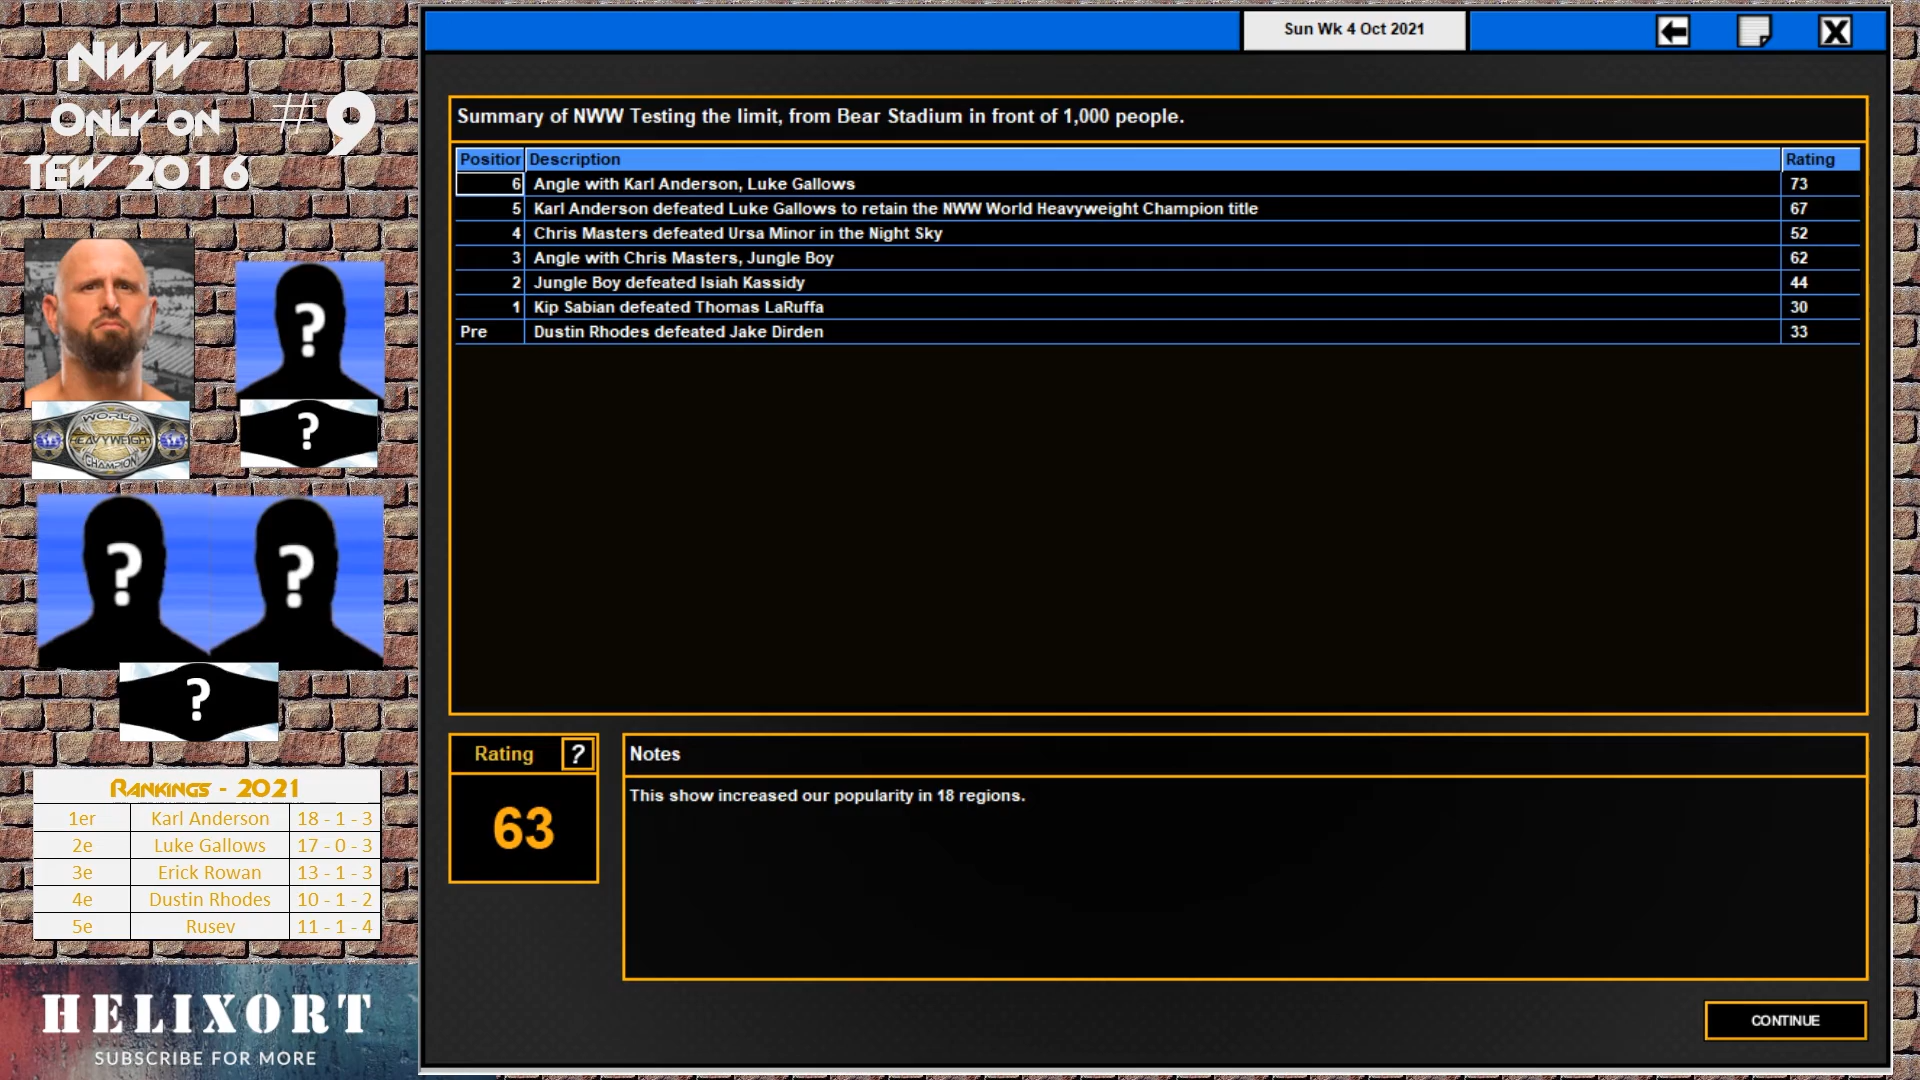 NWW
Only on
TEW 2016
#9
?
WORLD
HEAVYWEIGHT
CHAMPION
?
?
?
?
Rankings - 2021
1er Karl Anderson 18 - 1 - 3
2e Luke Gallows 17 - 0 - 3
3e Erick Rowan 13 - 1 - 3
4e Dustin Rhodes 10 - 1 - 2
5e Rusev 11 - 1 - 4
HELIXORT
SUBSCRIBE FOR MORE
Sun Wk 4 Oct 2021
X
Summary of NWW Testing the limit, from Bear Stadium in front of 1,000 people.
Position Description Rating
6 Angle with Karl Anderson, Luke Gallows 73
5 Karl Anderson defeated Luke Gallows to retain the NWW World Heavyweight Champion title 67
4 Chris Masters defeated Ursa Minor in the Night Sky 52
3 Angle with Chris Masters, Jungle Boy 62
2 Jungle Boy defeated Isiah Kassidy 44
1 Kip Sabian defeated Thomas LaRuffa 30
Pre Dustin Rhodes defeated Jake Dirden 33
Rating ?
63
Notes
This show increased our popularity in 18 regions.
CONTINUE